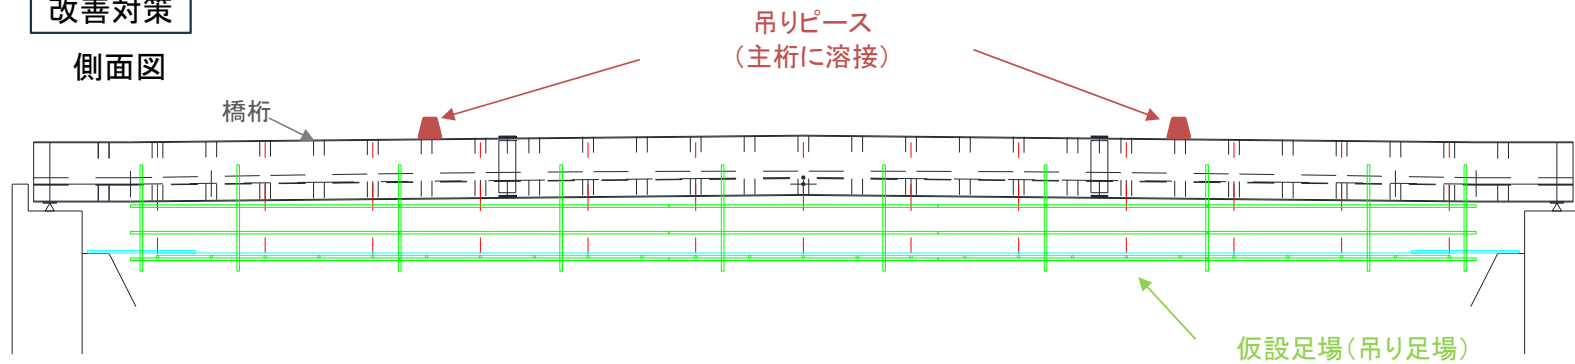 改善対策
側面図
吊りピース
（主桁に溶接）
橋桁
仮設足場（吊り足場）